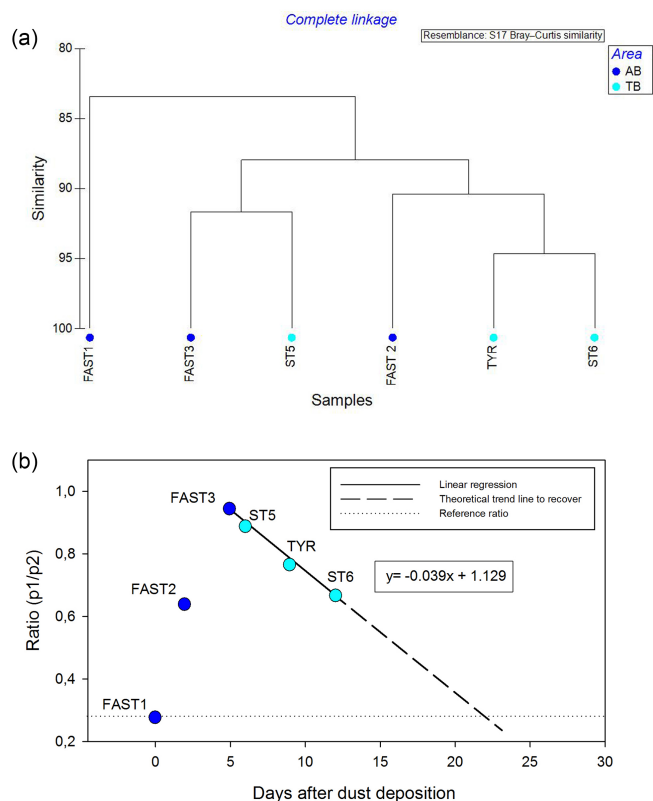 (a)
Complete linkage
Resemblance: S17 Bray–Curtis similarity
Area
AB
TB
80
85
90
95
100
Similarity
FAST1
FAST3
ST5
FAST 2
TYR
ST6
Samples
(b)
Linear regression
Theoretical trend line to recover
Reference ratio
1,0
0,8
0,6
0,4
0,2
Ratio (p1/p2)
FAST3
ST5
TYR
ST6
FAST2
FAST1
y= -0.039x + 1.129
0 5 10 15 20 25 30
Days after dust deposition